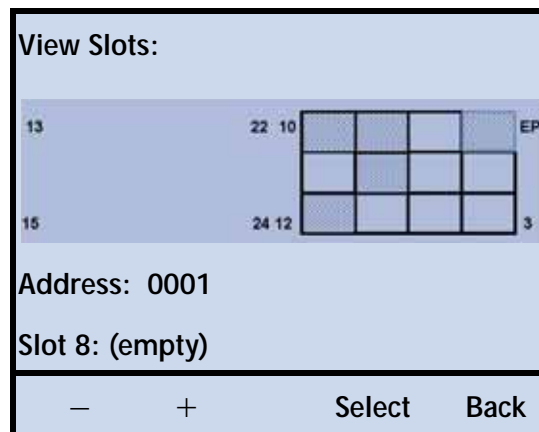 View Slots:
13 22 10 EP
15 24 12 3
Address: 0001
Slot 8: (empty)
− + Select Back